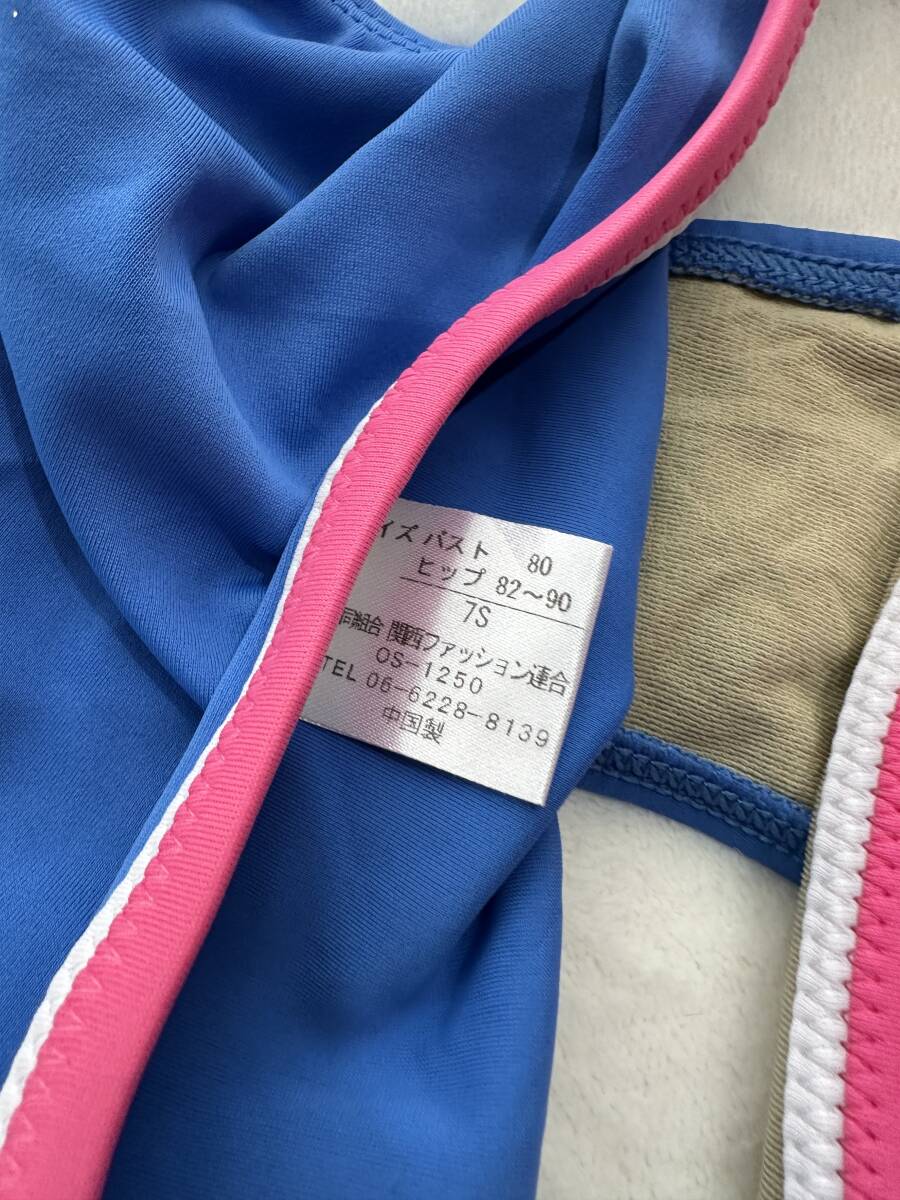 イズ バスト 80
ヒップ 82〜90
7S
同組合 関西ファッション連合
OS-1250
TEL 06-6228-8139
中国製